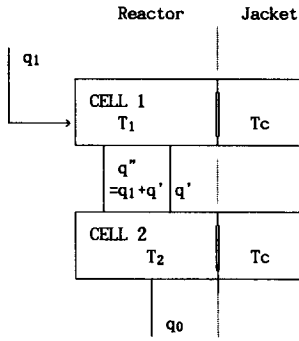 Reactor Jacket
q1
CELL 1
T1 Tc
q"
=q1+q' q'
CELL 2
T2 Tc
q0